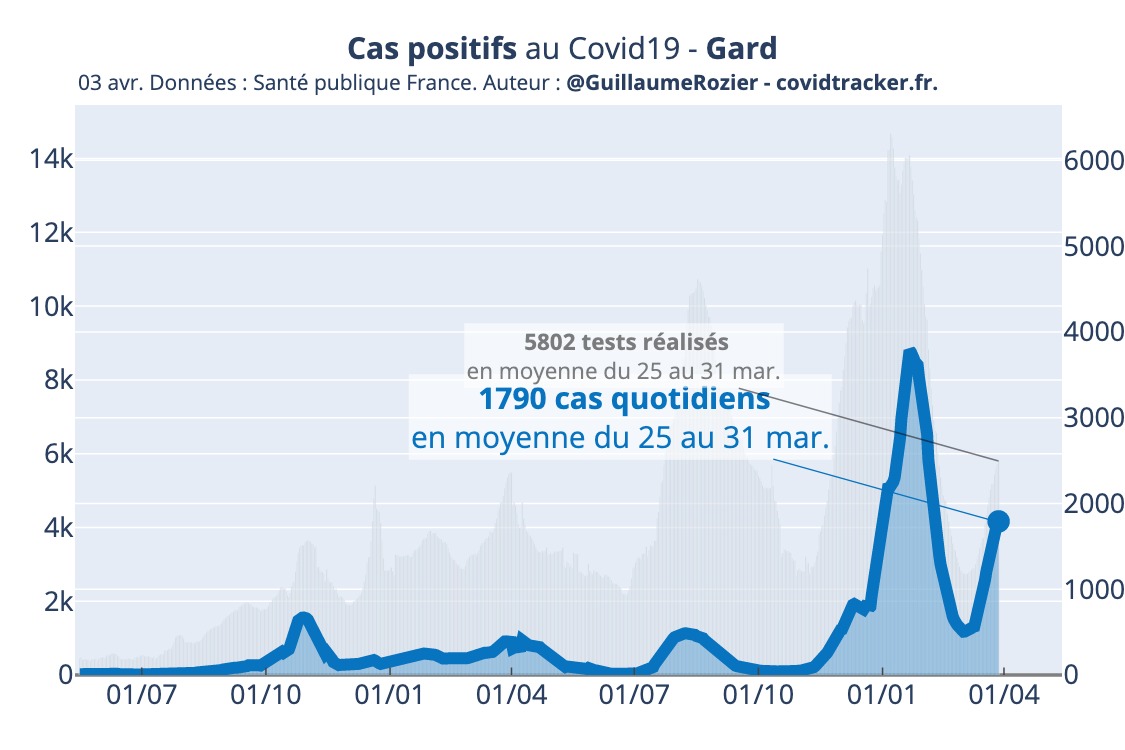 Cas positifs au Covid19 - Gard
03 avr. Données : Santé publique France. Auteur : @GuillaumeRozier - covidtracker.fr.
14k
12k
10k
8k
6k
4k
2k
0
6000
5000
4000
3000
2000
1000
0
5802 tests réalisés
en moyenne du 25 au 31 mar.
1790 cas quotidiens
en moyenne du 25 au 31 mar.
01/07 01/10 01/01 01/04 01/07 01/10 01/01 01/04